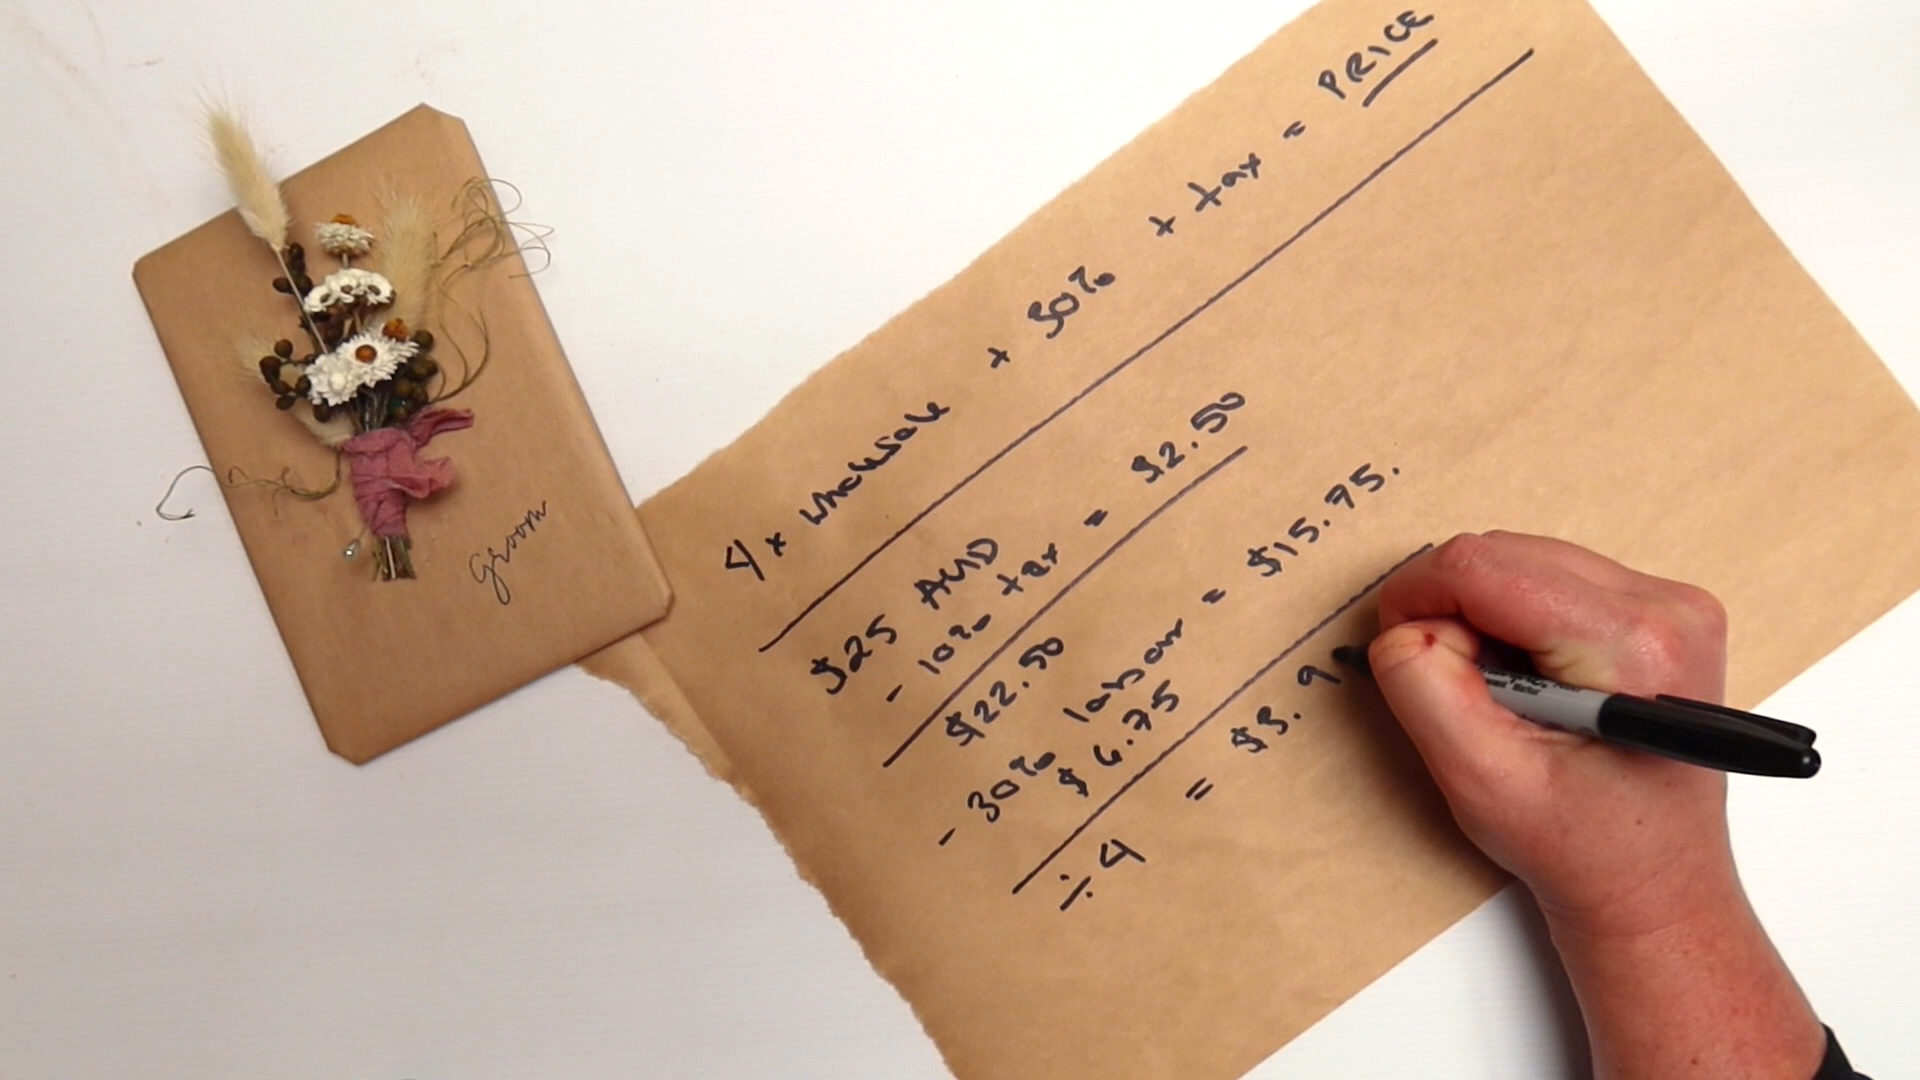 4 x wholesale + 30% + tax = PRICE
$25 AUD
- 10% tax = $2.50
$22.50
- 30% labour = $15.75.
$6.75
÷ 4 = $3.9
groom